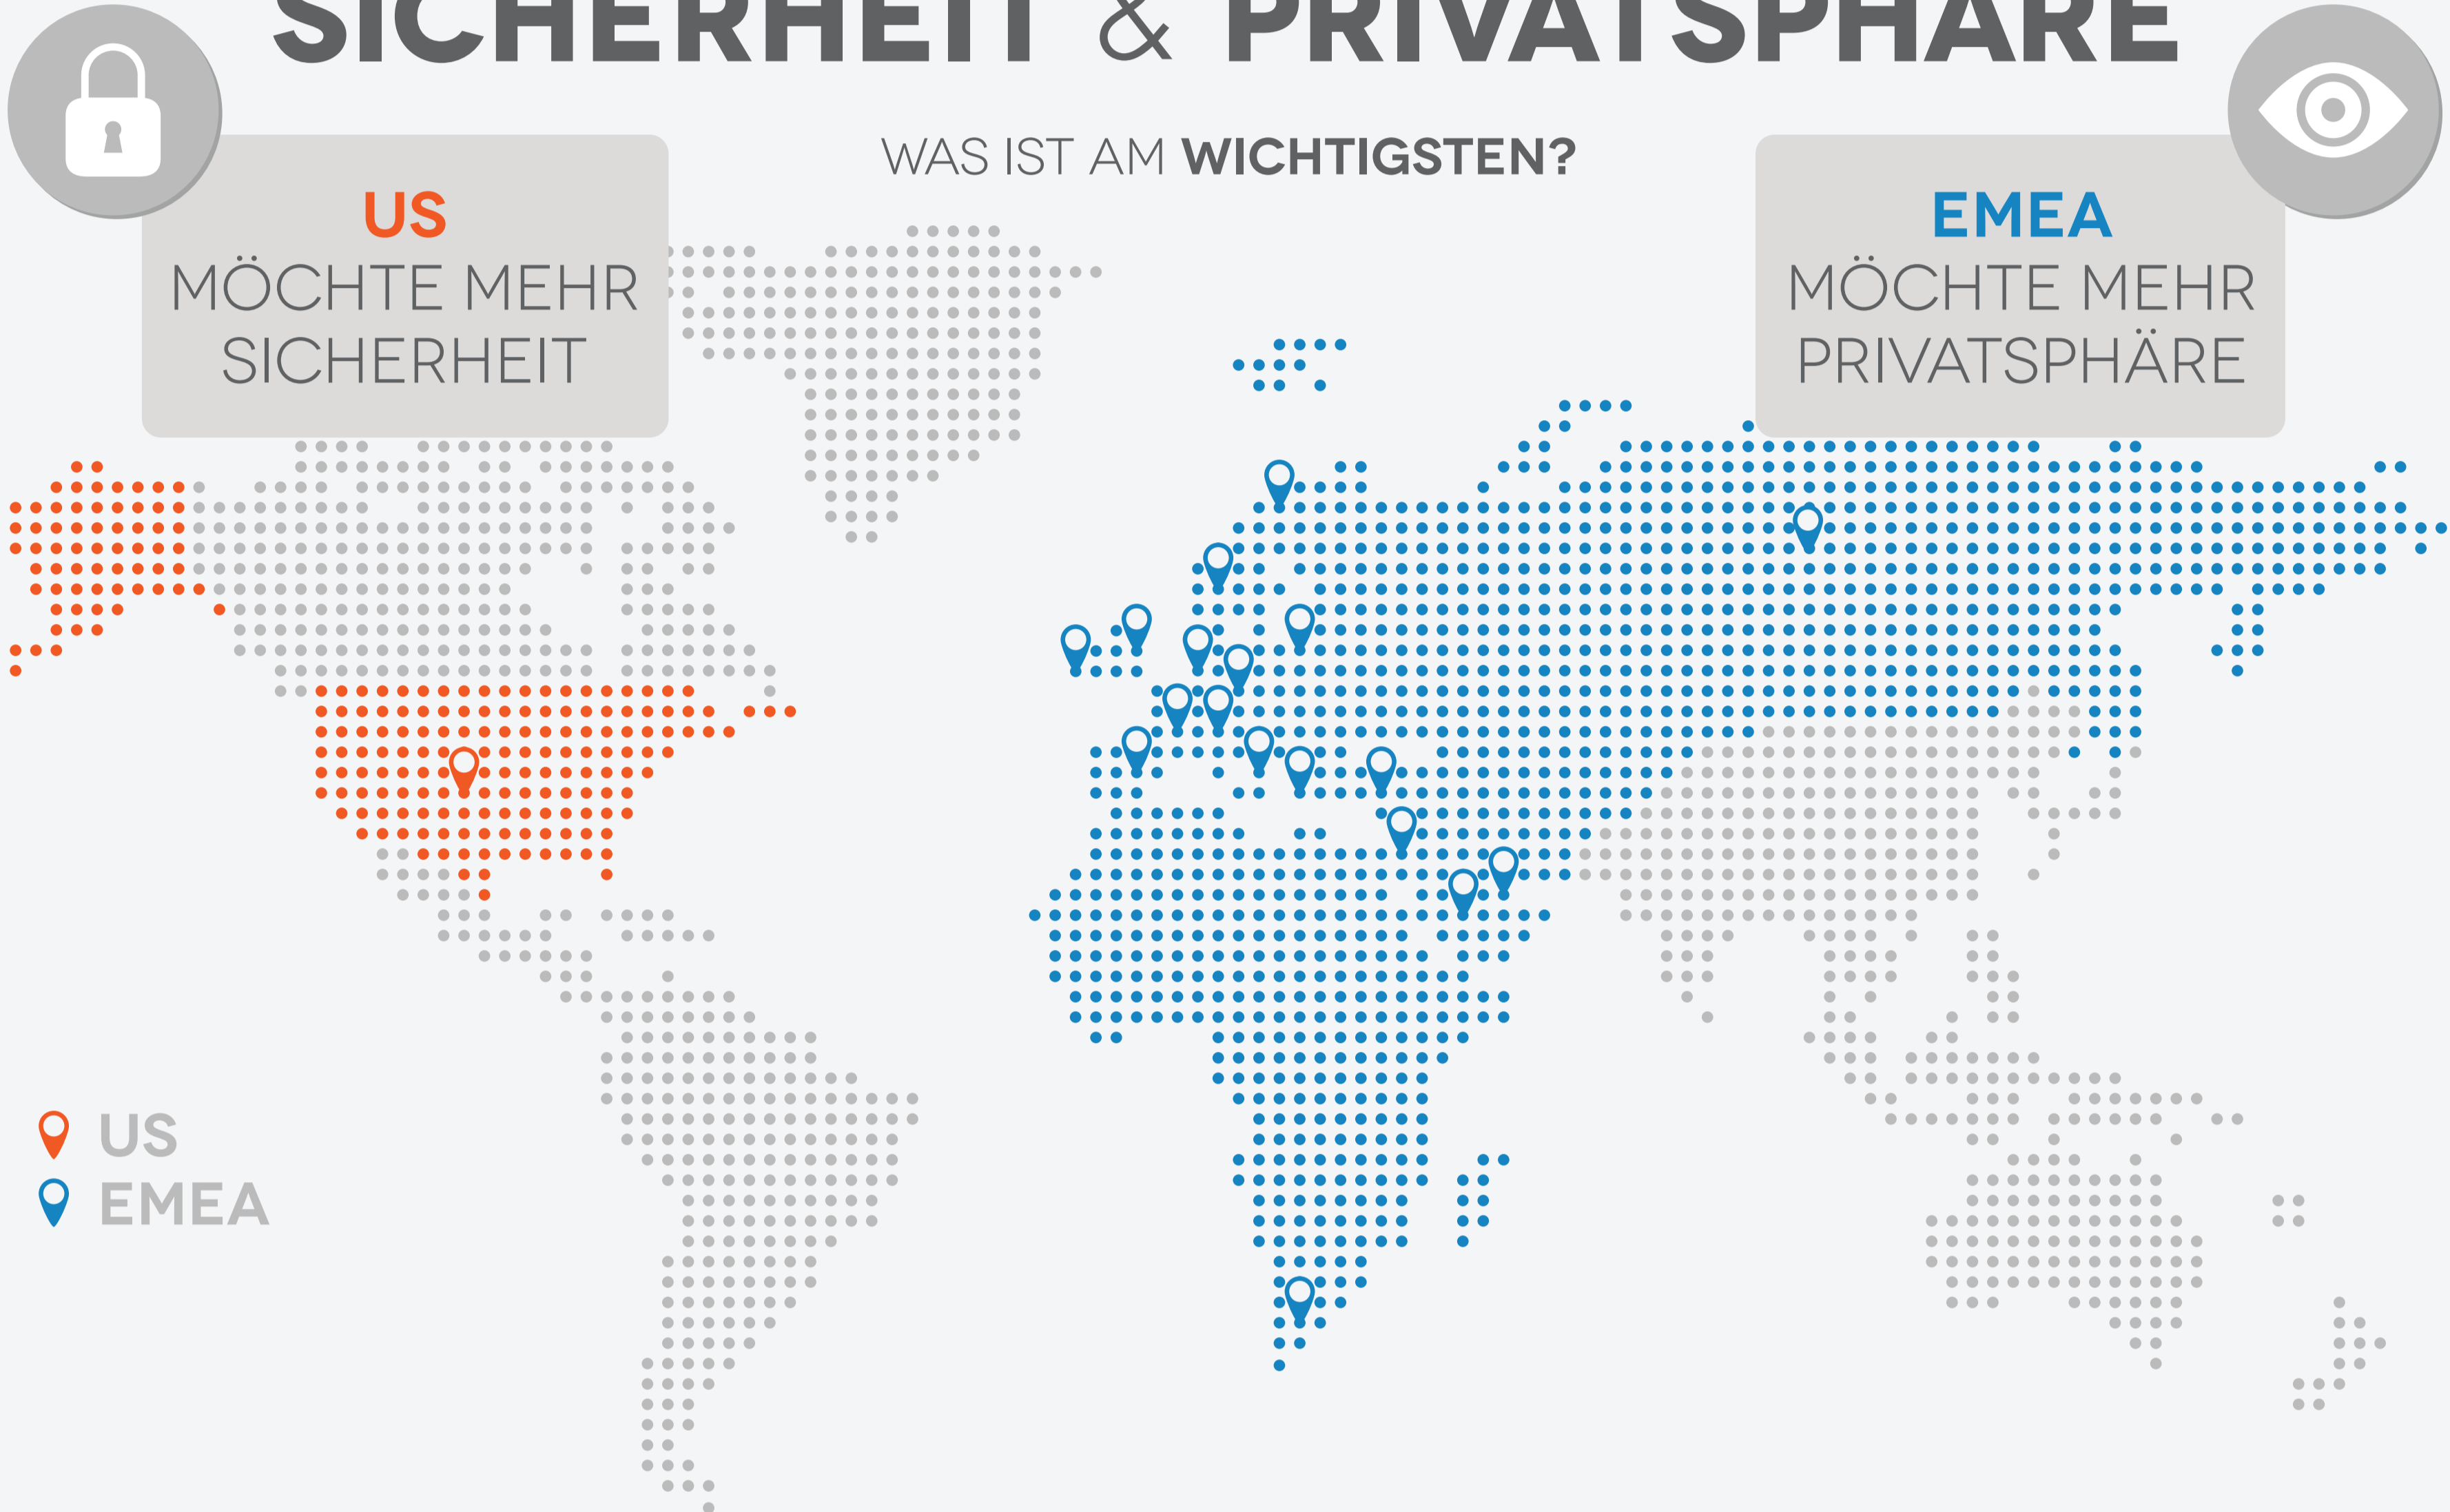 SICHERHEIT & PRIVATSPHÄRE
WAS IST AM WICHTIGSTEN?
US
MÖCHTE MEHR
SICHERHEIT
EMEA
MÖCHTE MEHR
PRIVATSPHÄRE
US
EMEA